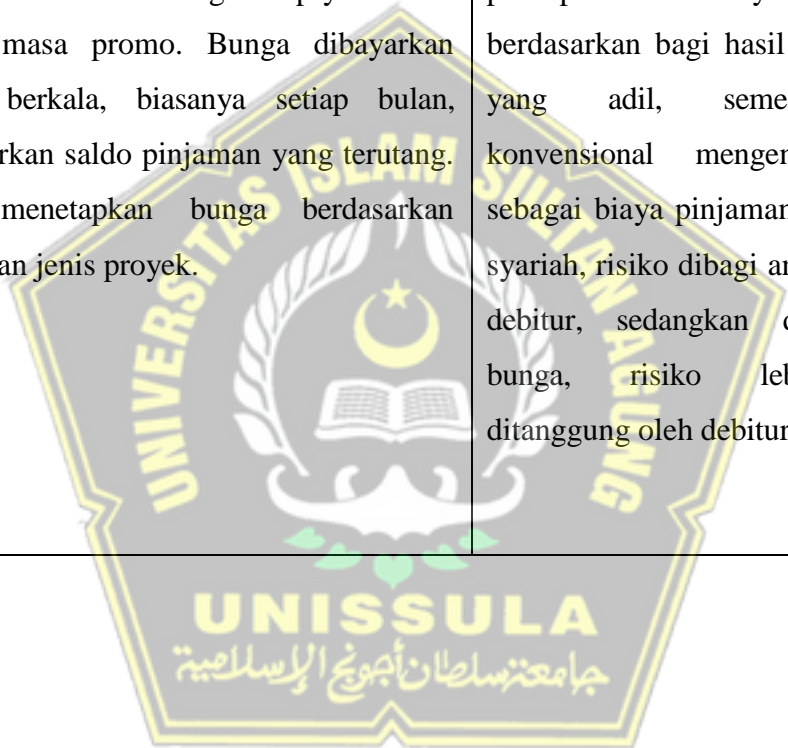 masa promo. Bunga dibayarkan
berkala, biasanya setiap bulan,
rkan saldo pinjaman yang terutang.
menetapkan bunga berdasarkan
an jenis proyek.
berdasarkan bagi hasil
yang adil, seme
konvensional menger
sebagai biaya pinjaman
syariah, risiko dibagi ar
debitur, sedangkan d
bunga, risiko leb
ditanggung oleh debitur
UNIVERSITAS ISLAM SULTAN AGUNG
UNISSULA
جامعة سلطان أجونج الإسلامية